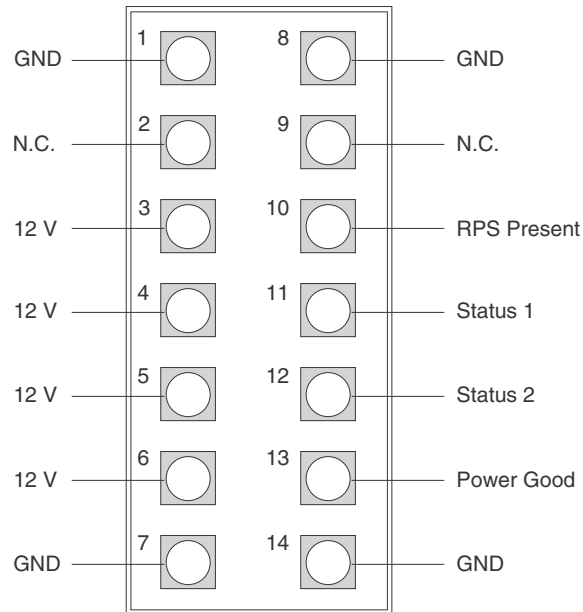 GND 1 8 GND
N.C. 2 9 N.C.
12 V 3 10 RPS Present
12 V 4 11 Status 1
12 V 5 12 Status 2
12 V 6 13 Power Good
GND 7 14 GND